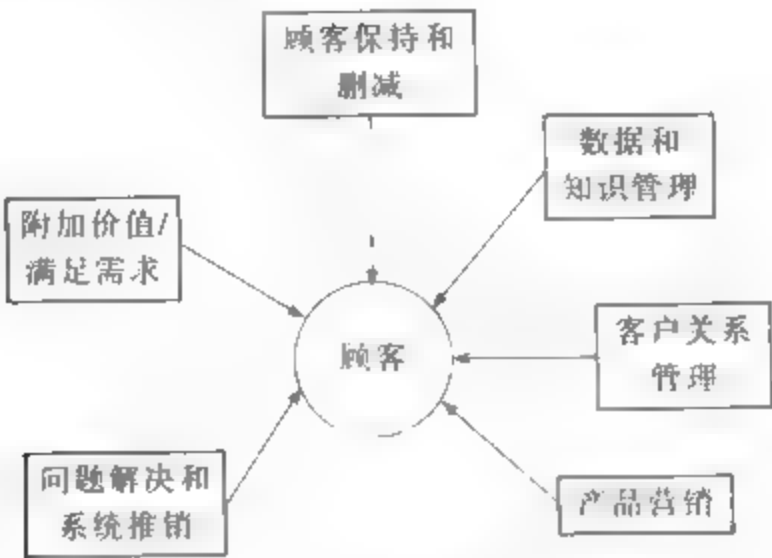 顾客保持和
删减
数据和
知识管理
附加价值/
满足需求
顾客
客户关系
管理
问题解决和
系统推销
产品营销